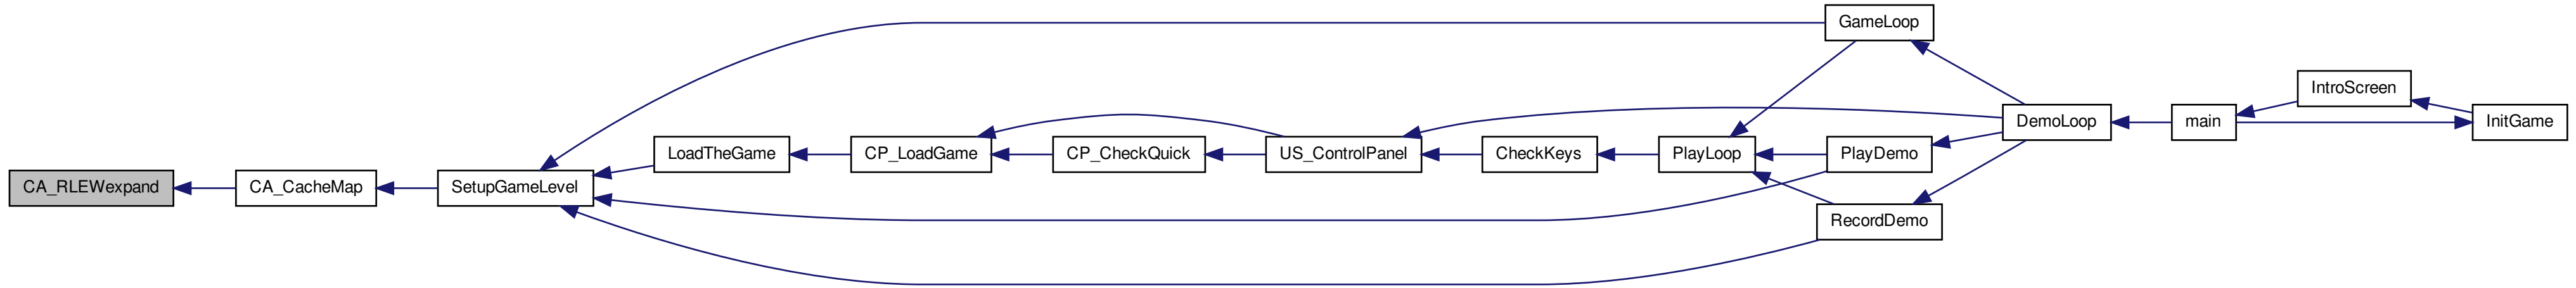 GameLoop
IntroScreen
DemoLoop
main
InitGame
LoadTheGame
CP_LoadGame
CP_CheckQuick
US_ControlPanel
CheckKeys
PlayLoop
PlayDemo
CA_RLEWexpand
CA_CacheMap
SetupGameLevel
RecordDemo